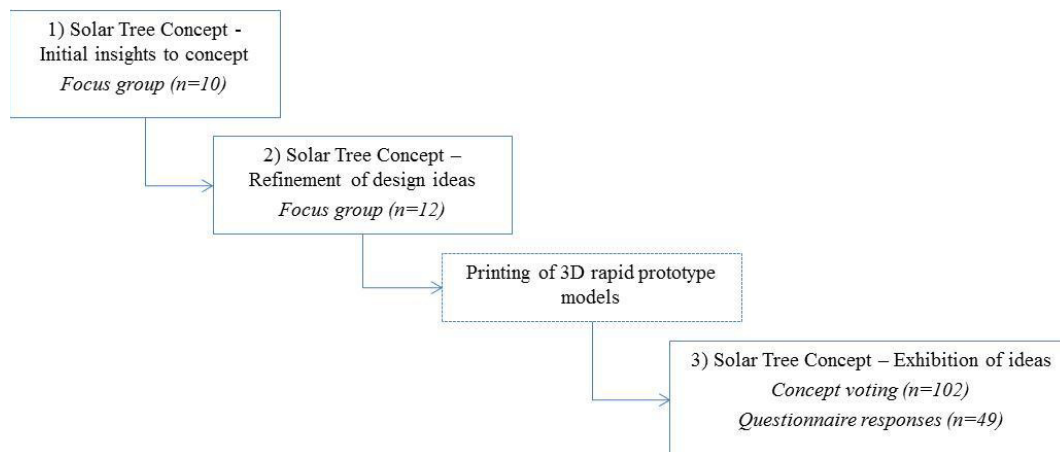 1) Solar Tree Concept -
Initial insights to concept
Focus group (n=10)
2) Solar Tree Concept –
Refinement of design ideas
Focus group (n=12)
Printing of 3D rapid prototype
models
3) Solar Tree Concept – Exhibition of ideas
Concept voting (n=102)
Questionnaire responses (n=49)